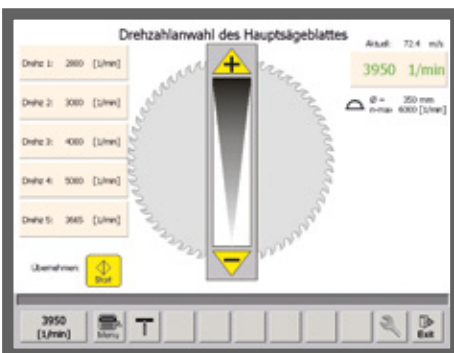 Drehzahlanwahl des Hauptsägeblattes
Aktuell: 72.4 m/s
3950 1/min
Ø = 350 mm
n-max 6000 [1/min]
Drehz 1: 2800 [1/min]
Drehz 2: 3000 [1/min]
Drehz 3: 4000 [1/min]
Drehz 4: 5000 [1/min]
Drehz 5: 3665 [1/min]
+
−
Übernehmen:
Start
3950
[1/min]
Menu
Exit